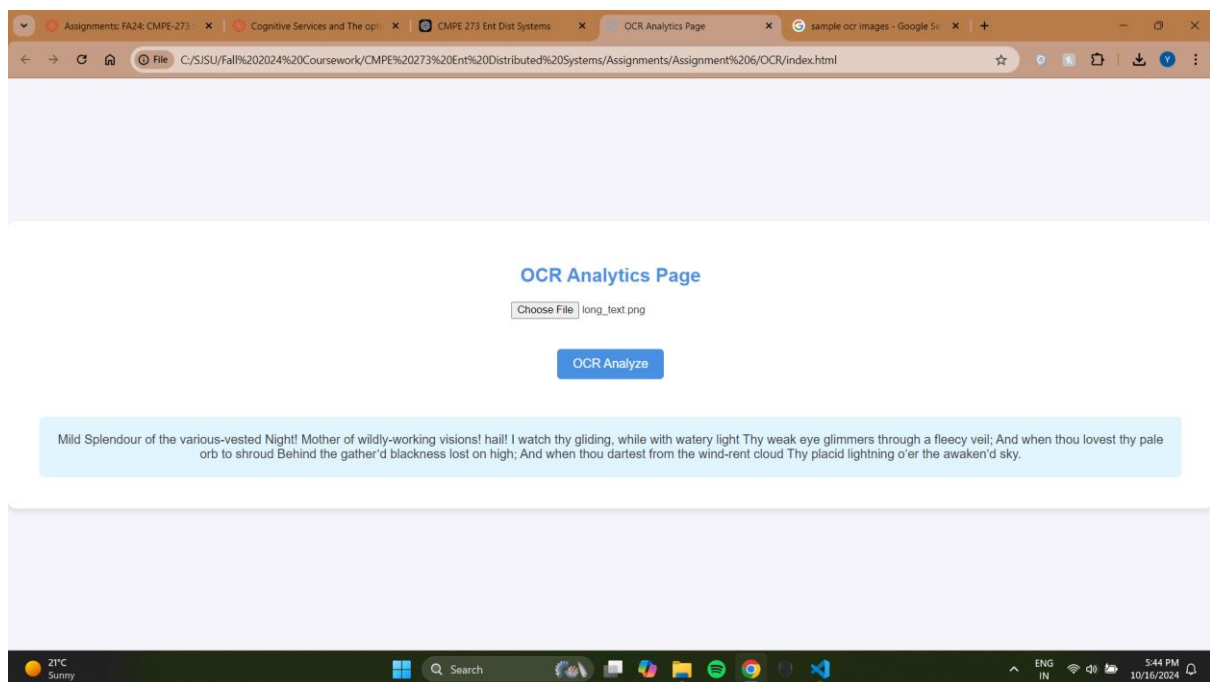 Assignments: FA24: CMPE-273
Cognitive Services and The opti
CMPE 273 Ent Dist Systems
OCR Analytics Page
sample ocr images - Google Se
File
C:/SJSU/Fall%202024%20Coursework/CMPE%20273%20Ent%20Distributed%20Systems/Assignments/Assignment%206/OCR/index.html
Y
OCR Analytics Page
Choose File long_text.png
OCR Analyze
Mild Splendour of the various-vested Night! Mother of wildly-working visions! hail! I watch thy gliding, while with watery light Thy weak eye glimmers through a fleecy veil; And when thou lovest thy pale
orb to shroud Behind the gather'd blackness lost on high; And when thou dartest from the wind-rent cloud Thy placid lightning o'er the awaken'd sky.
21°C
Sunny
Search
ENG
IN
5:44 PM
10/16/2024